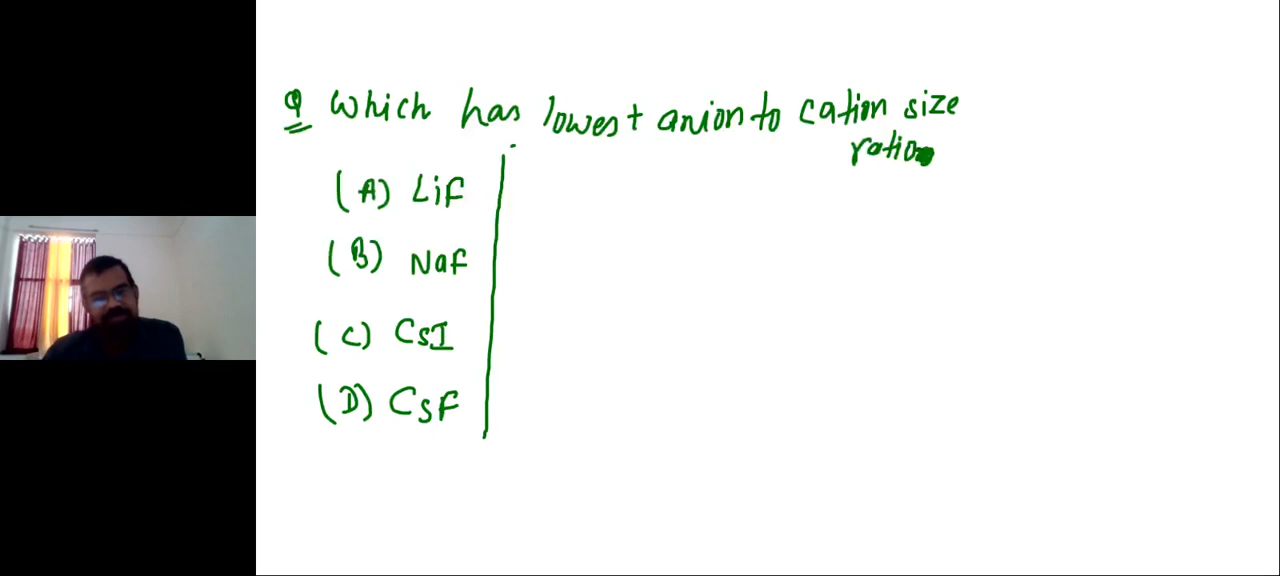 Q Which has lowest anion to cation size
ratio
(A) LiF
(B) NaF
(C) CsI
(D) CsF